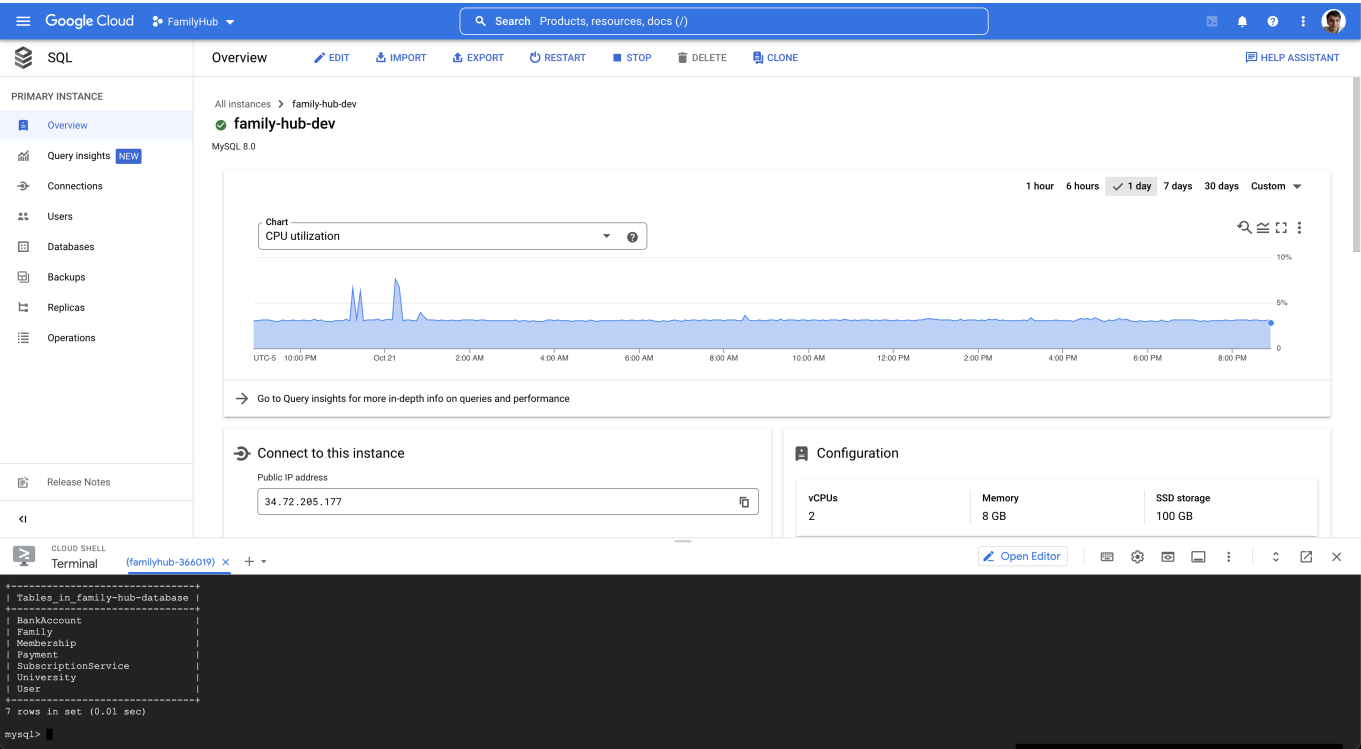 Google Cloud FamilyHub Search Products, resources, docs (/)
SQL
Overview EDIT IMPORT EXPORT RESTART STOP DELETE CLONE HELP ASSISTANT
PRIMARY INSTANCE
Overview
Query insights NEW
Connections
Users
Databases
Backups
Replicas
Operations
Release Notes
All instances > family-hub-dev
family-hub-dev
MySQL 8.0
1 hour 6 hours 1 day 7 days 30 days Custom
Chart
CPU utilization
10%
5%
0
UTC-5 10:00 PM Oct 21 2:00 AM 4:00 AM 6:00 AM 8:00 AM 10:00 AM 12:00 PM 2:00 PM 4:00 PM 6:00 PM 8:00 PM
Go to Query insights for more in-depth info on queries and performance
Connect to this instance
Public IP address
34.72.205.177
Configuration
vCPUs Memory SSD storage
2 8 GB 100 GB
CLOUD SHELL
Terminal (familyhub-366019) Open Editor
+-------------------------------+
| Tables_in_family-hub-database |
+-------------------------------+
| BankAccount |
| Family |
| Membership |
| Payment |
| SubscriptionService |
| University |
| User |
+-------------------------------+
7 rows in set (0.01 sec)
mysql>